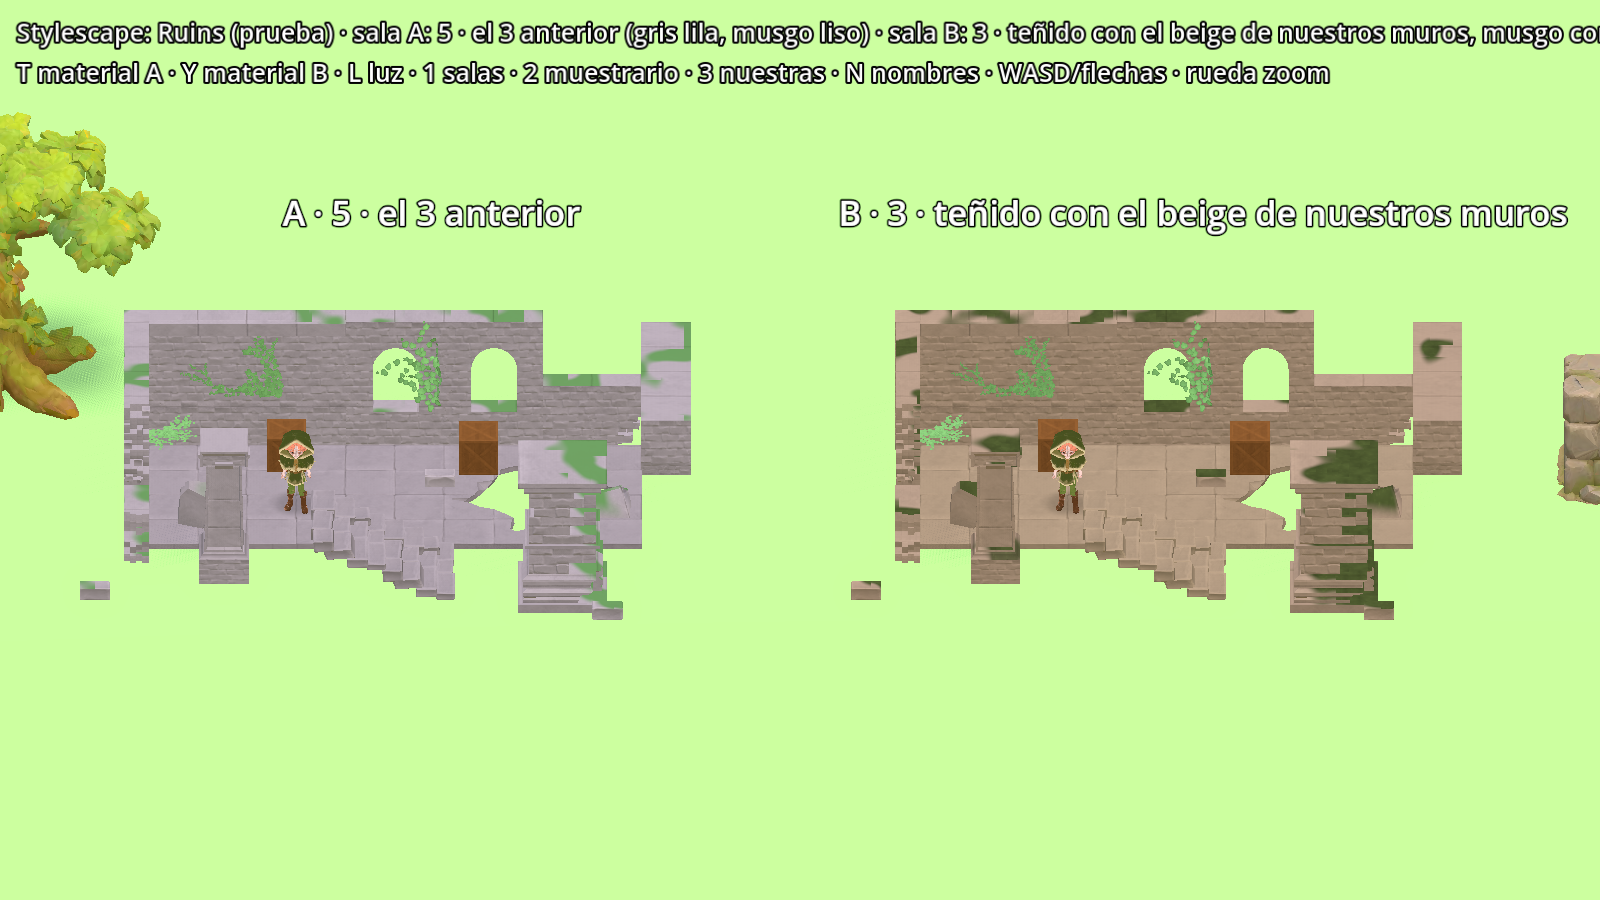 Stylescape: Ruins (prueba) · sala A: 5 · el 3 anterior (gris lila, musgo liso) · sala B: 3 · teñido con el beige de nuestros muros, musgo
T material A · Y material B · L luz · 1 salas · 2 muestrario · 3 nuestras · N nombres · WASD/flechas · rueda zoom
A · 5 · el 3 anterior
B · 3 · teñido con el beige de nuestros muros